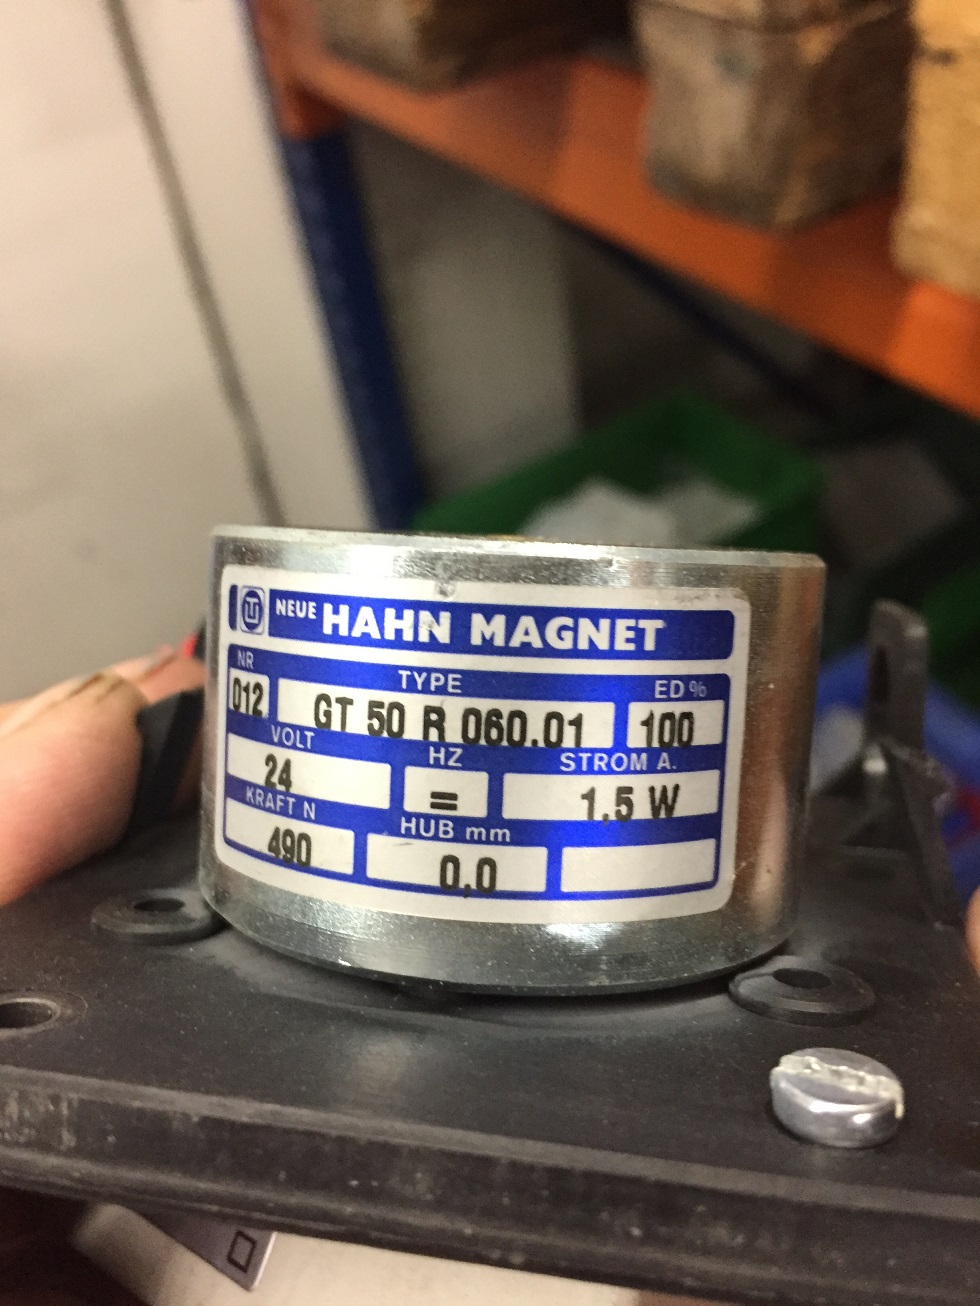 NEUE HAHN MAGNET
NR TYPE ED %
012 GT 50 R 060.01 100
VOLT HZ STROM A.
24 = 1.5 W
KRAFT N HUB mm
490 0.0